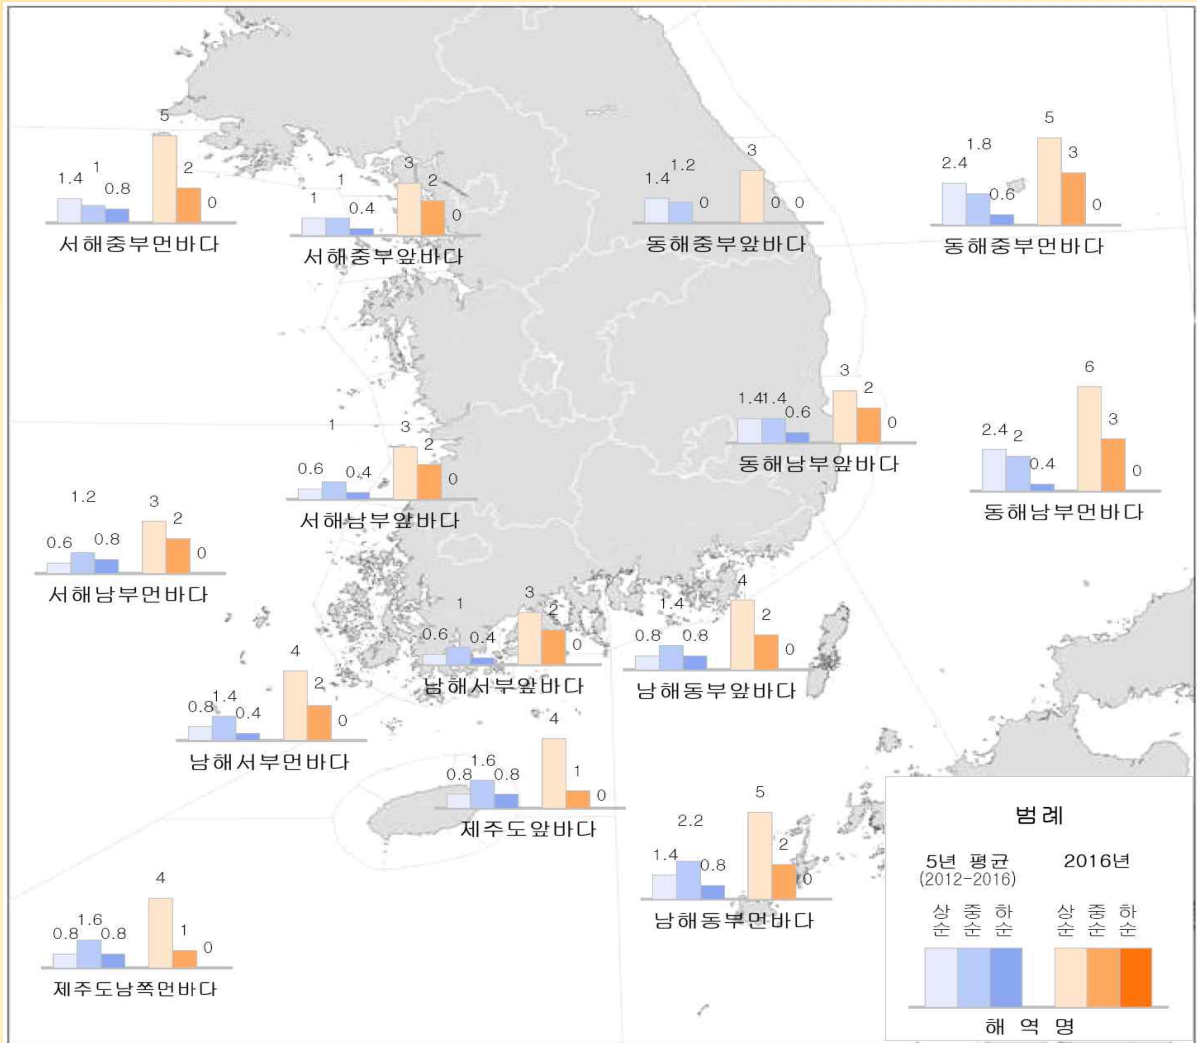 1.4 1 0.8 5 2 0
서해중부먼바다
1 1 0.4 3 2 0
서해중부앞바다
1.4 1.2 0 3 0 0
동해중부앞바다
2.4 1.8 0.6 5 3 0
동해중부먼바다
1.4 1.4 0.6 3 2 0
동해남부앞바다
2.4 2 0.4 6 3 0
동해남부먼바다
0.6 1 0.4 3 2 0
서해남부앞바다
0.6 1.2 0.8 3 2 0
서해남부먼바다
0.6 1 0.4 3 2 0
남해서부앞바다
0.8 1.4 0.8 4 2 0
남해동부앞바다
0.8 1.4 0.4 4 2 0
남해서부먼바다
0.8 1.6 0.8 4 1 0
제주도앞바다
1.4 2.2 0.8 5 2 0
남해동부먼바다
0.8 1.6 0.8 4 1 0
제주도남쪽먼바다
범례
5년 평균 2016년
(2012-2016)
상순 중순 하순 상순 중순 하순
해 역 명